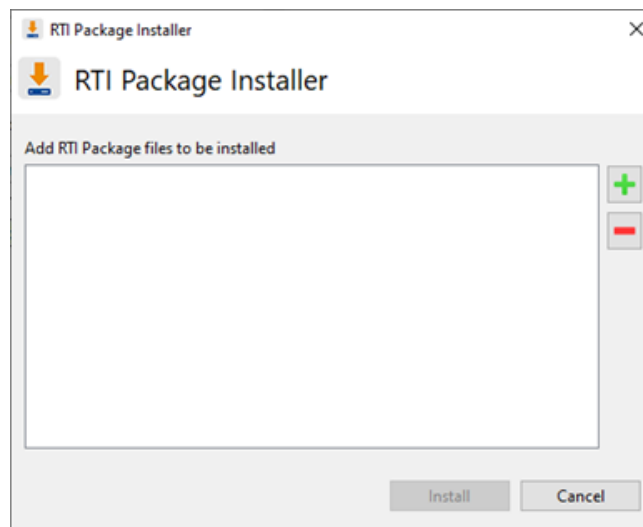 RTI Package Installer
RTI Package Installer
Add RTI Package files to be installed
Install
Cancel